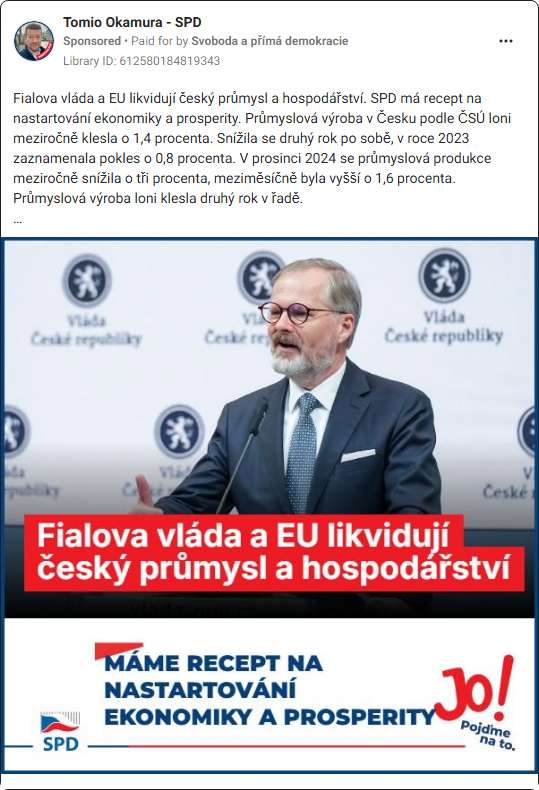 Tomio Okamura - SPD
Sponsored • Paid for by Svoboda a přímá demokracie
Library ID: 612580184819343
Fialova vláda a EU likvidují český průmysl a hospodářství. SPD má recept na
nastartování ekonomiky a prosperity. Průmyslová výroba v Česku podle ČSÚ loni
meziročně klesla o 1,4 procenta. Snížila se druhý rok po sobě, v roce 2023
zaznamenala pokles o 0,8 procenta. V prosinci 2024 se průmyslová produkce
meziročně snížila o tři procenta, meziměsíčně byla vyšší o 1,6 procenta.
Průmyslová výroba loni klesla druhý rok v řadě.
...
Vláda
České republiky
Vláda
České republiky
Vláda
České republiky
Vláda
republiky
České
Fialova vláda a EU likvidují
český průmysl a hospodářství
MÁME RECEPT NA
NASTARTOVÁNÍ
EKONOMIKY A PROSPERITY
Jo!
Pojďme
na to.
SPD